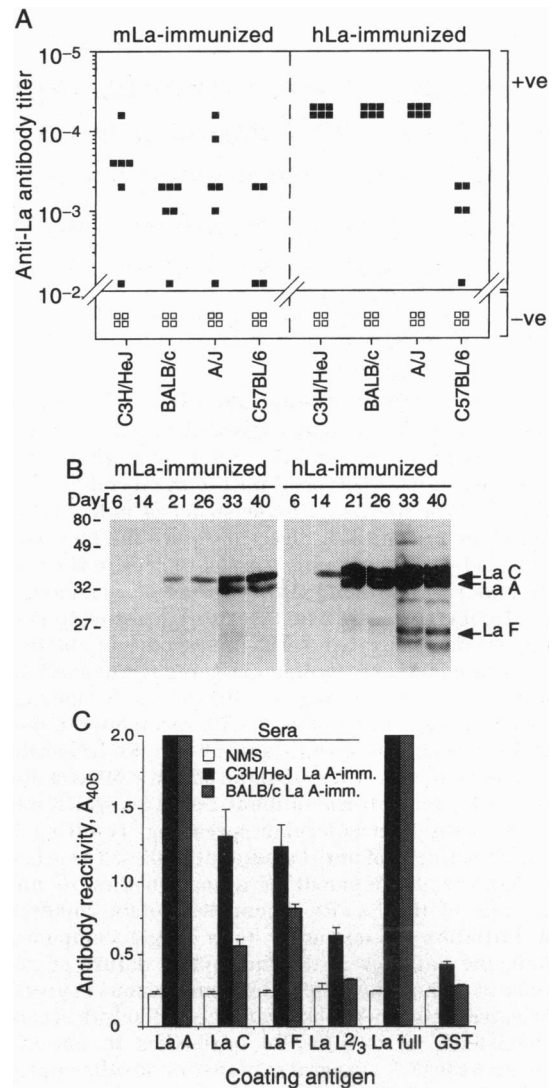 A
mLa-immunized hLa-immunized
Anti-La antibody titer
10-5
10-4
10-3
10-2
+ve
-ve
C3H/HeJ BALB/c A/J C57BL/6 C3H/HeJ BALB/c A/J C57BL/6
B
mLa-immunized hLa-immunized
Day 6 14 21 26 33 40 6 14 21 26 33 40
80
49
32
27
La C
La A
La F
C
Sera
NMS
C3H/HeJ La A-imm.
BALB/c La A-imm.
Antibody reactivity, A405
2.0
1.5
1.0
0.5
0
La A La C La F La L2/3 La full GST
Coating antigen